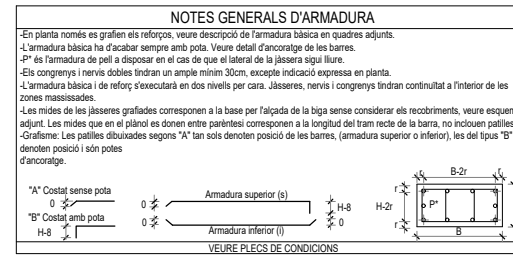 NOTES GENERALS D'ARMADURA
-En planta només es grafien els reforços, veure descripció de l'armadura bàsica en quadres adjunts.
-L'armadura bàsica ha d'acabar sempre amb pota. Veure detall d'ancoratge de les barres.
-P* és l'armadura de pell a disposar en el cas de que el lateral de la jàssera sigui lliure.
-Els congrenys i nervis dobles tindran un ample mínim 30cm, excepte indicació expressa en planta.
-L'armadura bàsica i de reforç s'executarà en dos nivells per cara. Jàsseres, nervis i congrenys tindran continuïtat a l'interior de les
zones massissades.
-Les mides de les jàsseres grafiades corresponen a la base per l'alçada de la biga sense considerar els recobriments, veure esquem
adjunt. Les mides que en el plànol es donen entre parèntesi corresponen a la longitud del tram recte de la barra, no inclouen patilles
-Grafisme: Les patilles dibuixades segons "A" tan sols denoten posició de les barres, (armadura superior o inferior), les del tipus "B"
denoten posició i són potes
d'ancoratge.
"A" Costat sense pota
0
"B" Costat amb pota
H-8
0
Armadura superior (s)
H-8
0
Armadura inferior (i)
0
r
B-2r
r
r
H-2r
P*
r
B
VEURE PLECS DE CONDICIONS